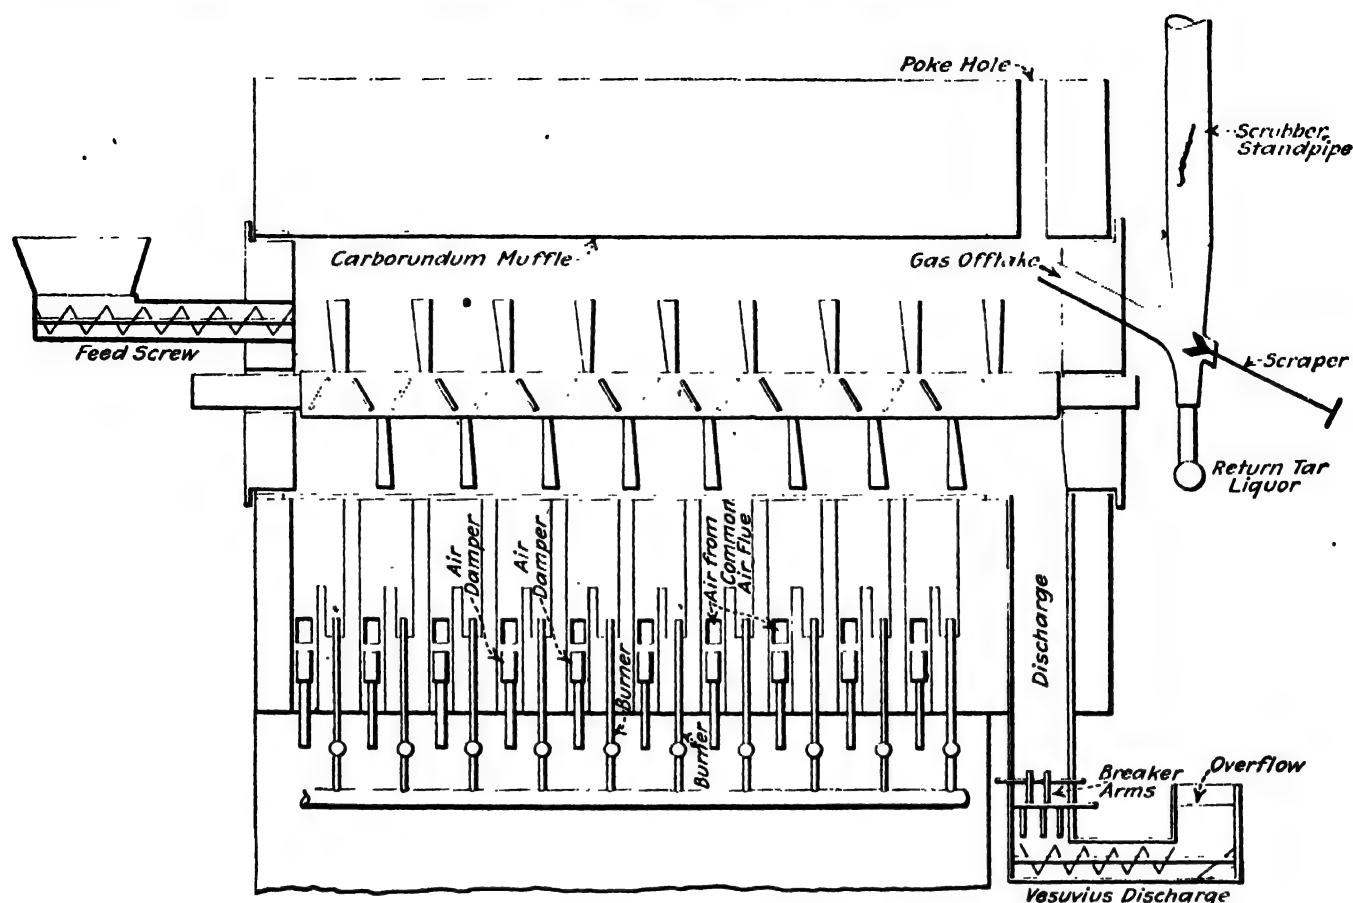 Poke Hole
Scrubber
Standpipe
Carborundum Muffle
Gas Offtake
Feed Screw
Scraper
Return Tar
Liquor
Air
Damper
Air
Damper
Air from
Common
Air Flue
Discharge
Burner
Burner
Breaker
Arms
Overflow
Vesuvius Discharge